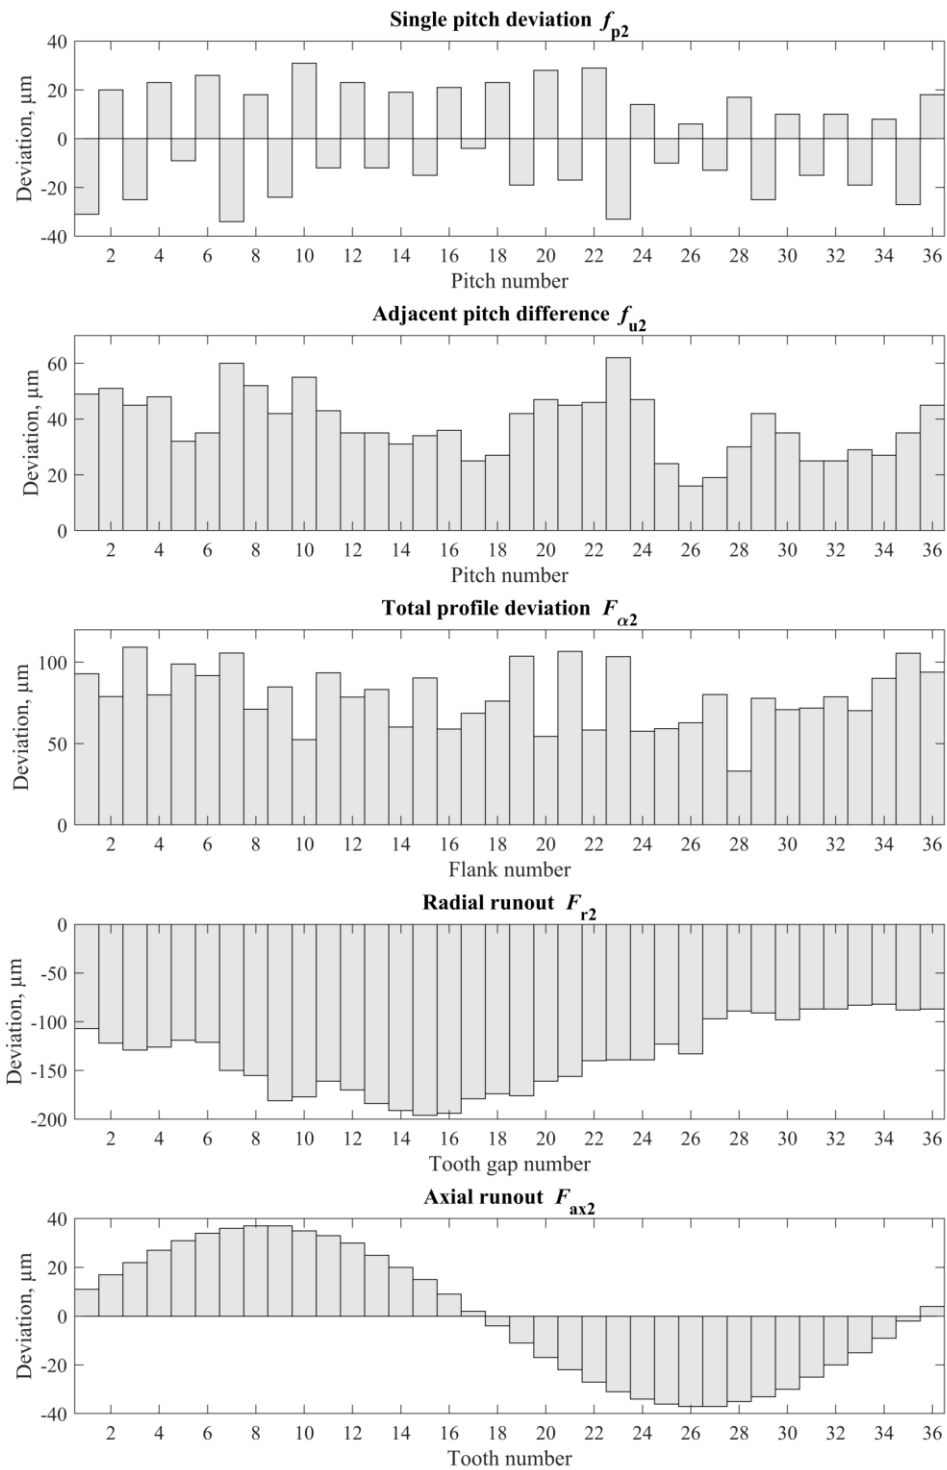 Single pitch deviation fp2
40
20
0
-20
-40
Deviation, μm
2 4 6 8 10 12 14 16 18 20 22 24 26 28 30 32 34 36
Pitch number
Adjacent pitch difference fu2
60
40
20
0
Deviation, μm
2 4 6 8 10 12 14 16 18 20 22 24 26 28 30 32 34 36
Pitch number
Total profile deviation Fα2
100
50
0
Deviation, μm
2 4 6 8 10 12 14 16 18 20 22 24 26 28 30 32 34 36
Flank number
Radial runout Fr2
0
-50
-100
-150
-200
Deviation, μm
2 4 6 8 10 12 14 16 18 20 22 24 26 28 30 32 34 36
Tooth gap number
Axial runout Fax2
40
20
0
-20
-40
Deviation, μm
2 4 6 8 10 12 14 16 18 20 22 24 26 28 30 32 34 36
Tooth number